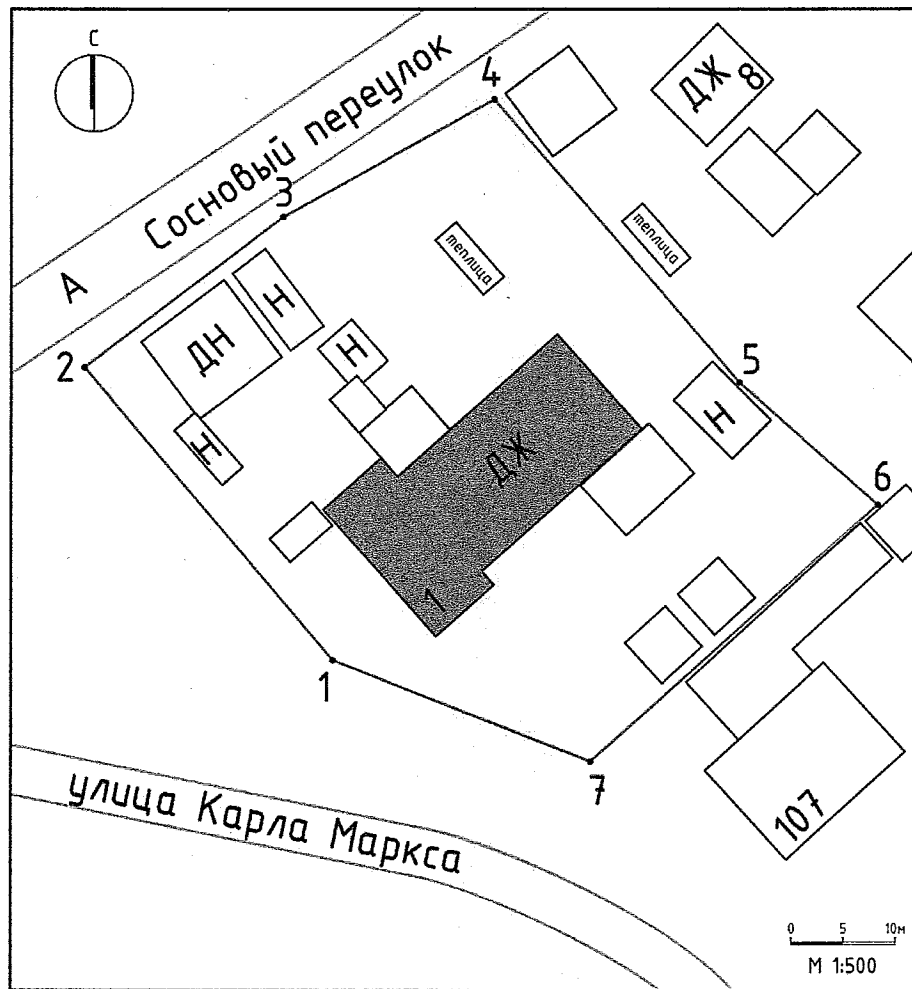 С
4
ДЖ
8
Сосновый переулок
3
А
теплица
теплица
Н
ДН
Н
2
5
Н
Н
ДЖ
6
1
1
7
улица Карла Маркса
107
0 5 10м
М 1:500